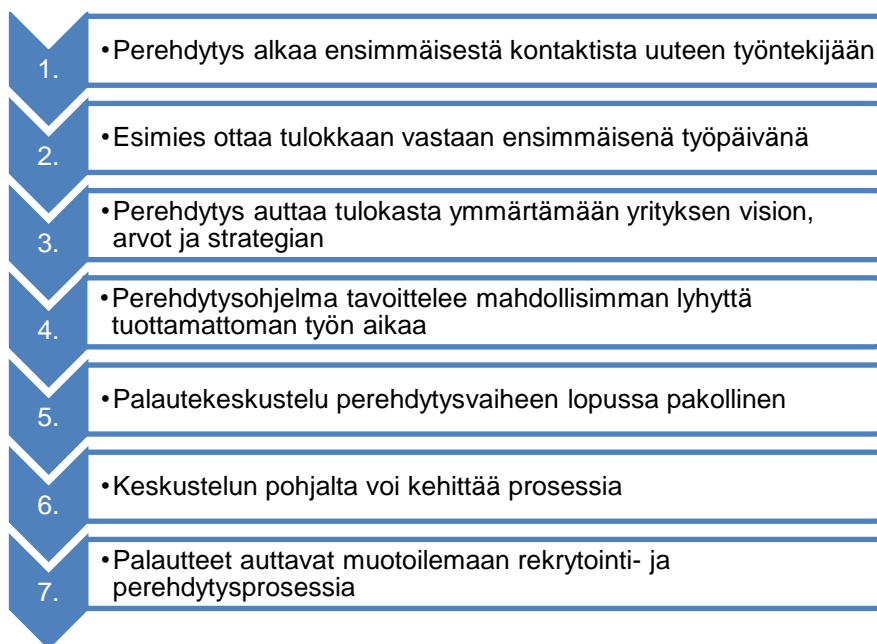 1.
•Perehdytys alkaa ensimmäisestä kontaktista uuteen työntekijään
2.
•Esimies ottaa tulokkaan vastaan ensimmäisenä työpäivänä
3.
•Perehdytys auttaa tulokasta ymmärtämään yrityksen vision,
arvot ja strategian
4.
•Perehdytysohjelma tavoittelee mahdollisimman lyhyttä
tuottamattoman työn aikaa
5.
•Palautekeskustelu perehdytysvaiheen lopussa pakollinen
6.
•Keskustelun pohjalta voi kehittää prosessia
7.
•Palautteet auttavat muotoilemaan rekrytointi- ja
perehdytysprosessia